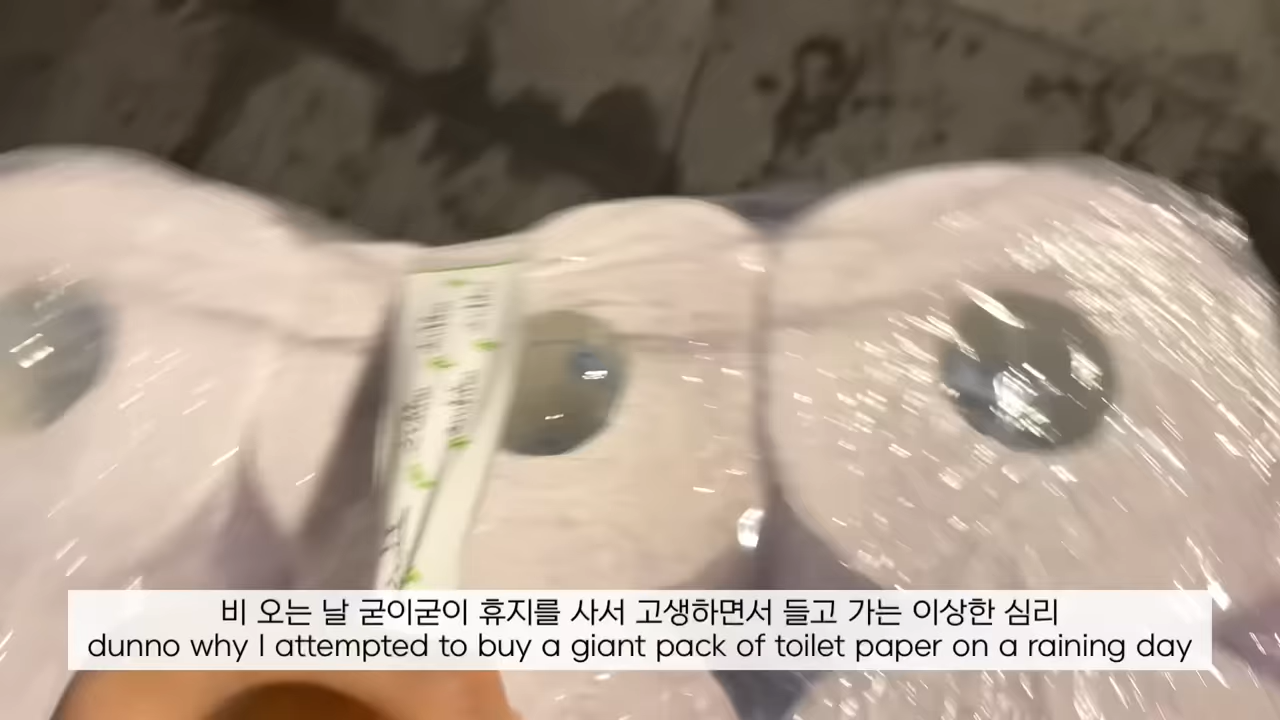 비 오는 날 굳이굳이 휴지를 사서 고생하면서 들고 가는 이상한 심리
dunno why I attempted to buy a giant pack of toilet paper on a raining day